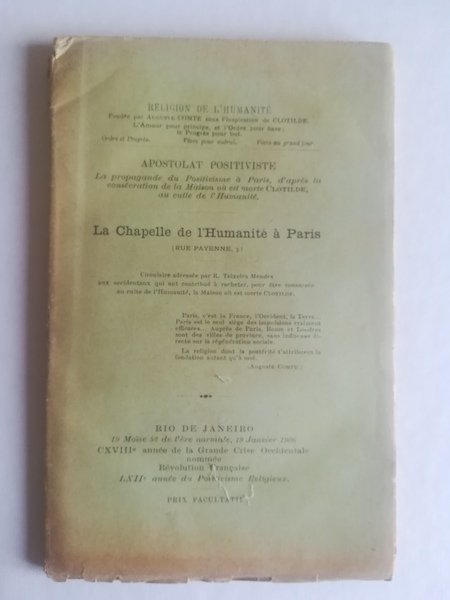 RELIGION DE L'HUMANITÉ
Fondée par AUGUSTE COMTE sous l'inspiration de CLOTILDE.
L'Amour pour principe, et l'Ordre pour base;
le Progrès pour but.
Ordre et Progrès. Vivre pour autrui. Vivre au grand jour
APOSTOLAT POSITIVISTE
La propagande du Positivisme à Paris, d'après la
consécration de la Maison où est morte CLOTILDE,
au culte de l'Humanité.
La Chapelle de l'Humanité à Paris
(RUE PAYENNE, 5)
Circulaire adressée par R. Teixeira Mendes
aux occidentaux qui ont contribué à racheter, pour être consacrée
au culte de l'Humanité, la Maison où est morte CLOTILDE.
Paris, c'est la France, l'Occident, la Terre...
Paris est le seul siège des impulsions vraiment
efficaces... Auprès de Paris, Rome et Londres
sont des villes de province, sans influence di-
recte sur la régénération sociale.
La religion dont la postérité t'attribuera la
fondation autant qu'à moi.
(Auguste COMTE.)
RIO DE JANEIRO
19 Moïse 52 de l'ère normale, 19 Janvier 1906
CXVIIIe année de la Grande Crise Occidentale
nommée
Révolution Française
LXIIe année du Positivisme Religieux.
PRIX FACULTATIF